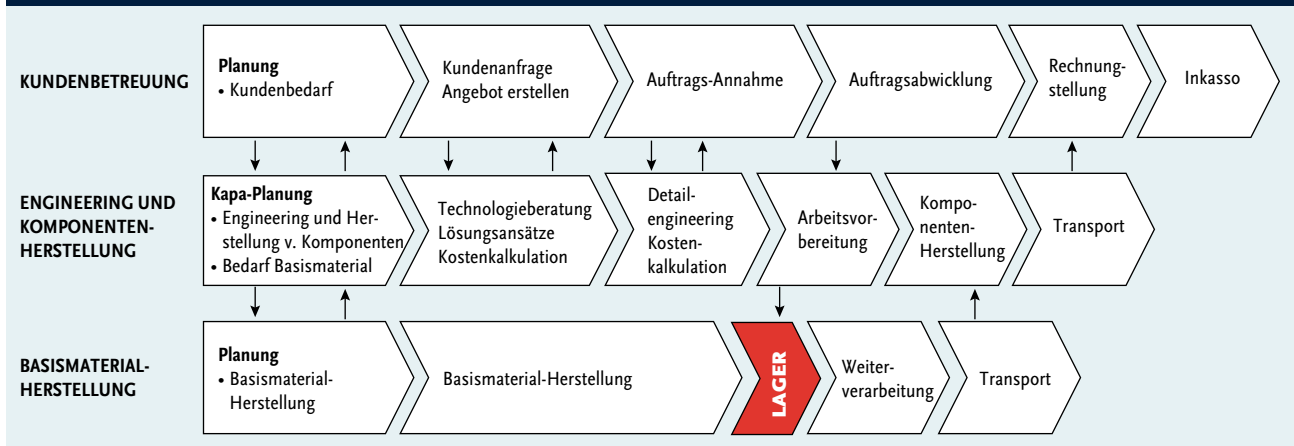 KUNDENBETREUUNG
Planung
• Kundenbedarf
Kundenanfrage
Angebot erstellen
Auftrags-Annahme
Auftragsabwicklung
Rechnung-
stellung
Inkasso
ENGINEERING UND
KOMPONENTEN-
HERSTELLUNG
Kapa-Planung
• Engineering und Her-
stellung v. Komponenten
• Bedarf Basismaterial
Technologieberatung
Lösungsansätze
Kostenkalkulation
Detail-
engineering
Kosten-
kalkulation
Arbeitsvor-
bereitung
Kompo-
nenten-
Herstellung
Transport
BASISMATERIAL-
HERSTELLUNG
Planung
• Basismaterial-
Herstellung
Basismaterial-Herstellung
LAGER
Weiter-
verarbeitung
Transport